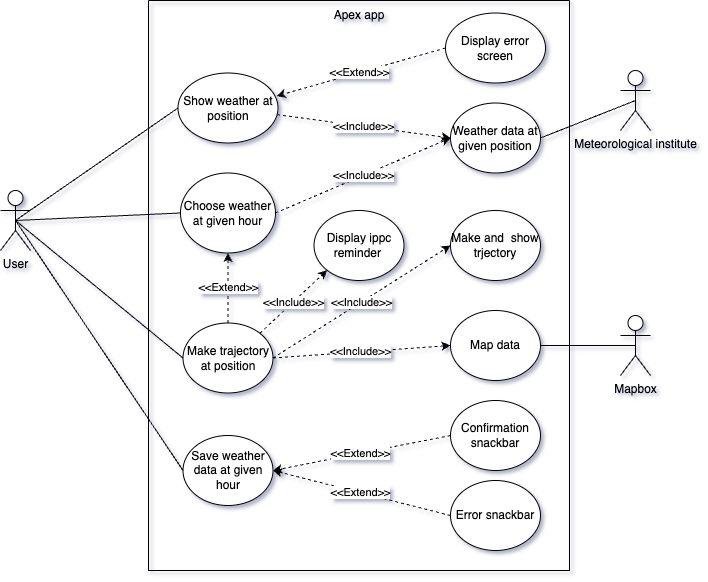 Apex app
Display error
screen
<<Extend>>
Show weather at
position
<<Include>>
Weather data at
given position
Meteorological institute
<<Include>>
Choose weather
at given hour
User
Display ippc
reminder
Make and show
trjectory
<<Extend>>
<<Include>>
<<Include>>
Make trajectory
at position
<<Include>>
Map data
Mapbox
Confirmation
snackbar
<<Extend>>
Save weather
data at given
hour
<<Extend>>
Error snackbar